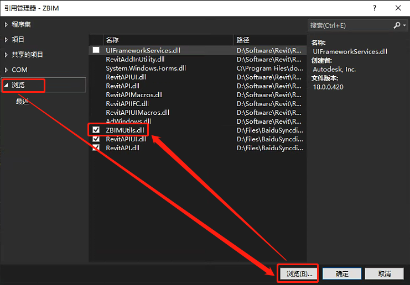 引用管理器 - ZBIM
程序集
项目
共享的项目
COM
浏览
最近
搜索(Ctrl+E)
名称 路径
UIFrameworkServices.dll D:\Software\Revit\R...
RevitAddInUtility.dll D:\Software\Revit\R...
System.Windows.Forms.dll C:\Program Files\do...
RevitAPIUI.dll D:\Software\Revit\R...
RevitAPI.dll D:\Software\Revit\R...
RevitAPIMacros.dll D:\Software\Revit\R...
RevitAPIIFC.dll D:\Software\Revit\R...
RevitAPIUIMacros.dll D:\Software\Revit\R...
AdWindows.dll D:\Software\Revit\R...
ZBIMUtils.dll D:\Files\BaiduSyncdi...
RevitAPIUI.dll D:\Files\BaiduSyncdi...
RevitAPI.dll D:\Files\BaiduSyncdi...
名称:
UIFrameworkServices.dll
创建者:
Autodesk, Inc.
文件版本:
18.0.0.420
浏览(B)... 确定 取消